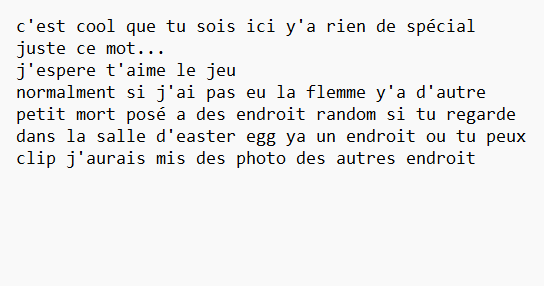 c'est cool que tu sois ici y'a rien de spécial
juste ce mot...
j'espere t'aime le jeu
normalment si j'ai pas eu la flemme y'a d'autre
petit mort posé a des endroit random si tu regarde
dans la salle d'easter egg ya un endroit ou tu peux
clip j'aurais mis des photo des autres endroit